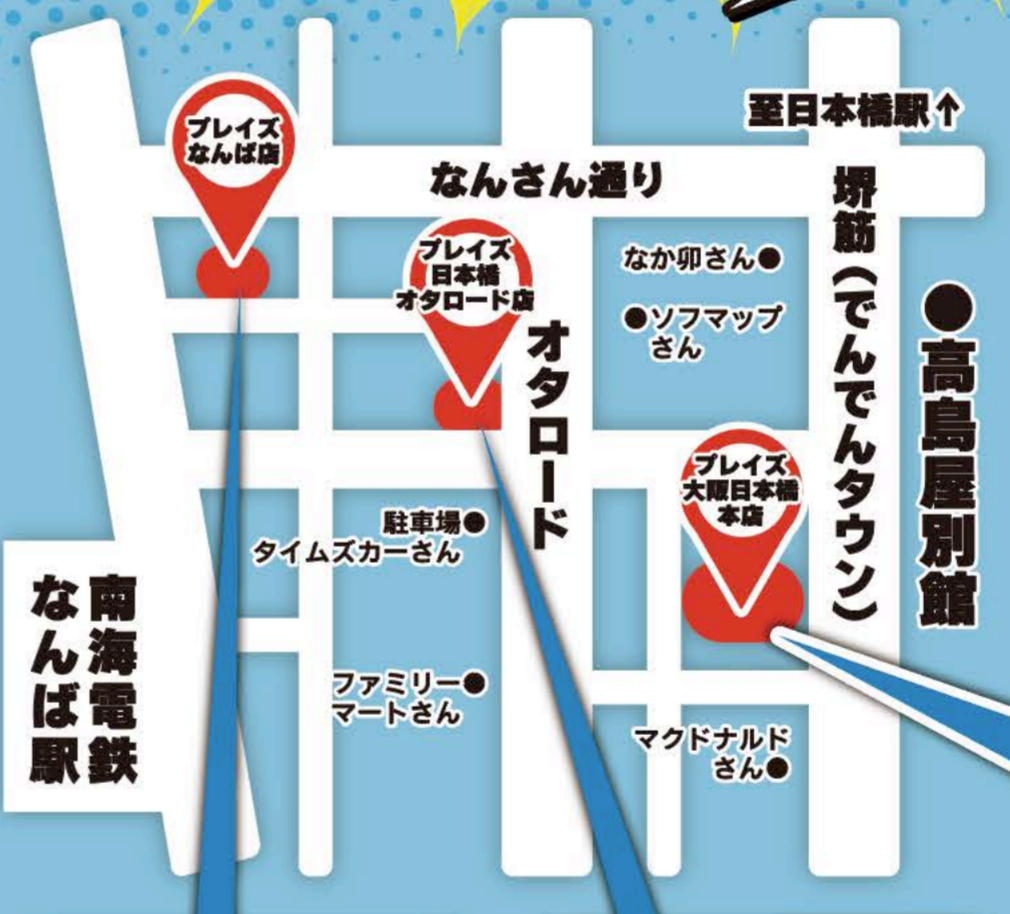 プレイズ
なんば店
至日本橋駅↑
なんさん通り
プレイズ
日本橋
オタロード店
なか卯さん●
●ソフマップ
さん
堺筋(でんでんタウン)
●高島屋別館
オタロード
プレイズ
大阪日本橋
本店
駐車場●
タイムズカーさん
南海電鉄
なんば駅
ファミリー●
マートさん
マクドナルド
さん●